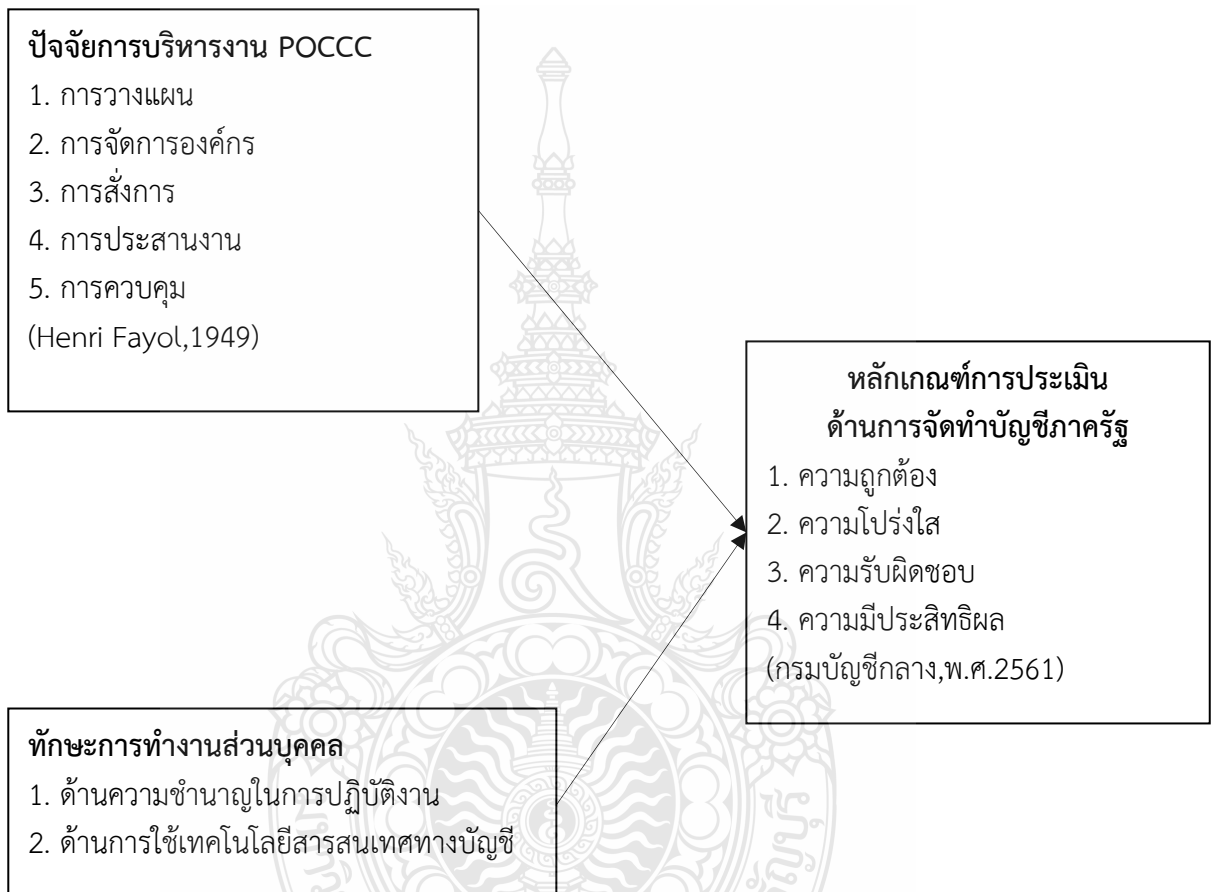 ปัจจัยการบริหารงาน POCCC
1. การวางแผน
2. การจัดการองค์กร
3. การสั่งการ
4. การประสานงาน
5. การควบคุม
(Henri Fayol,1949)
หลักเกณฑ์การประเมิน
ด้านการจัดทำบัญชีภาครัฐ
1. ความถูกต้อง
2. ความโปร่งใส
3. ความรับผิดชอบ
4. ความมีประสิทธิผล
(กรมบัญชีกลาง,พ.ศ.2561)
ทักษะการทำงานส่วนบุคคล
1. ด้านความชำนาญในการปฏิบัติงาน
2. ด้านการใช้เทคโนโลยีสารสนเทศทางบัญชี